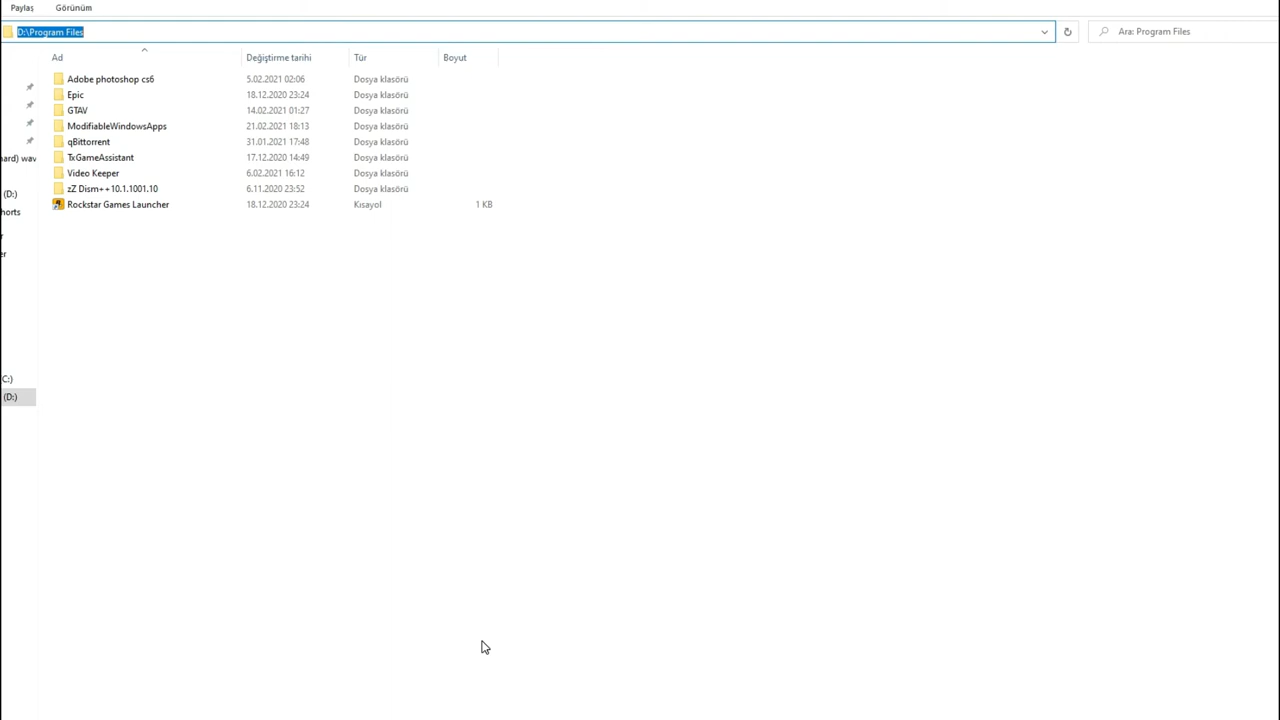 Paylaş Görünüm
D:\Program Files Ara: Program Files
Ad Değiştirme tarihi Tür Boyut
Adobe photoshop cs6 5.02.2021 02:06 Dosya klasörü
Epic 18.12.2020 23:24 Dosya klasörü
GTAV 14.02.2021 01:27 Dosya klasörü
ModifiableWindowsApps 21.02.2021 18:13 Dosya klasörü
qBittorrent 31.01.2021 17:48 Dosya klasörü
TxGameAssistant 17.12.2020 14:49 Dosya klasörü
hard) wav
Video Keeper 6.02.2021 16:12 Dosya klasörü
zZ Dism++10.1.1001.10 6.11.2020 23:52 Dosya klasörü
(D:)
Rockstar Games Launcher 18.12.2020 23:24 Kısayol 1 KB
horts
r
er
C:)
(D:)